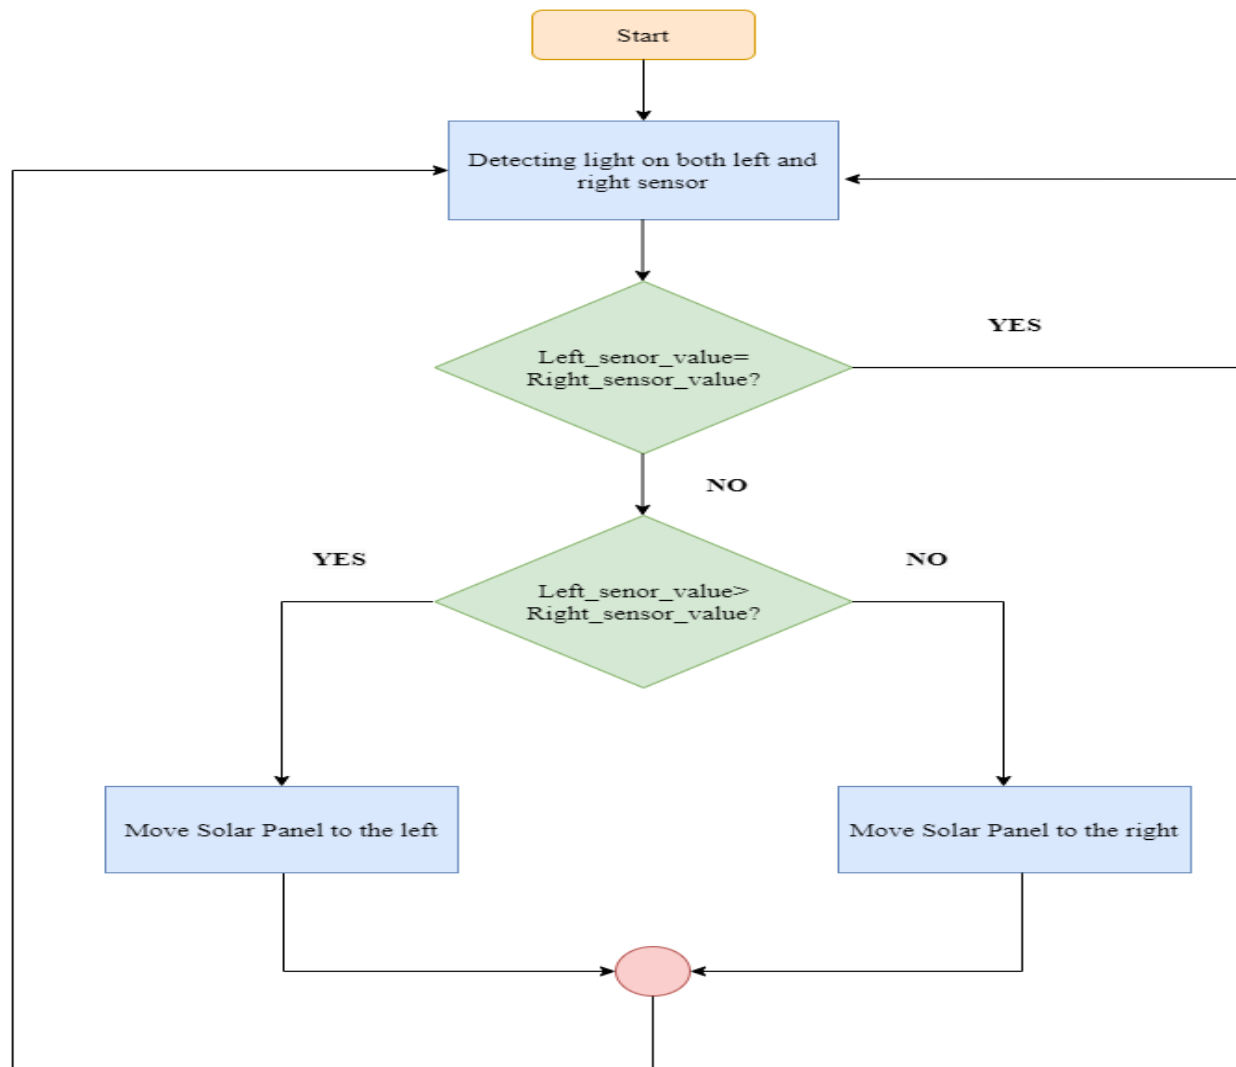 Start
Detecting light on both left and
right sensor
Left_senor_value=
Right_sensor_value?
YES
NO
YES
NO
Left_senor_value>
Right_sensor_value?
Move Solar Panel to the left
Move Solar Panel to the right